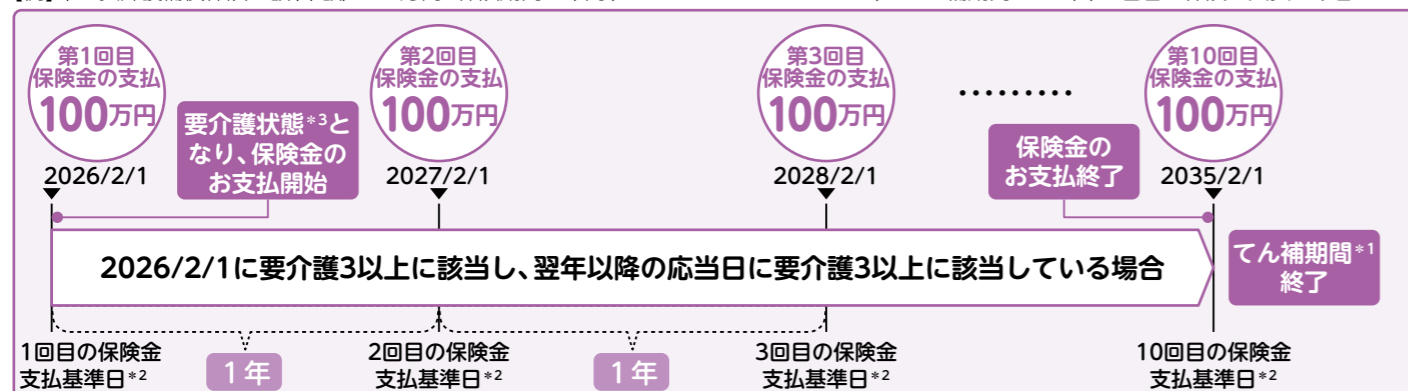 第1回目
保険金の支払
100万円
第2回目
保険金の支払
100万円
第3回目
保険金の支払
100万円
………
第10回目
保険金の支払
100万円
要介護状態*3と
なり、保険金の
お支払開始
保険金の
お支払終了
2026/2/1
2027/2/1
2028/2/1
2035/2/1
2026/2/1に要介護3以上に該当し、翌年以降の応当日に要介護3以上に該当している場合
てん補期間*1
終了
1回目の保険金
支払基準日*2
1年
2回目の保険金
支払基準日*2
1年
3回目の保険金
支払基準日*2
10回目の保険金
支払基準日*2